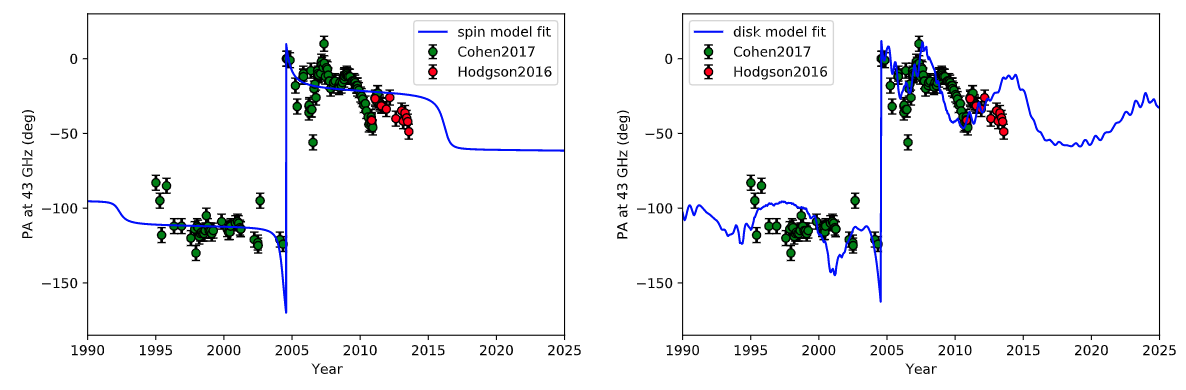 spin model fit
Cohen2017
Hodgson2016
0
−50
−100
−150
PA at 43 GHz (deg)
1990 1995 2000 2005 2010 2015 2020 2025
Year
disk model fit
Cohen2017
Hodgson2016
0
−50
−100
−150
PA at 43 GHz (deg)
1990 1995 2000 2005 2010 2015 2020 2025
Year